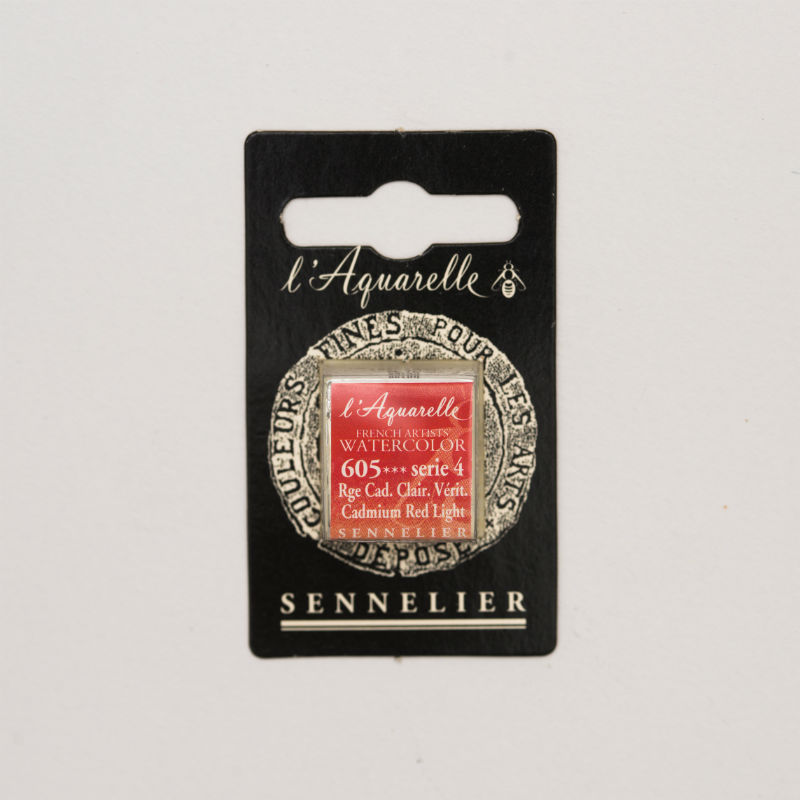 l'Aquarelle
COULEURS FINES POUR LES ARTS
l'Aquarelle
FRENCH ARTISTS'
WATERCOLOR
605*** serie 4
Rge Cad. Clair. Vérit.
Cadmium Red Light
SENNELIER
DÉPOSÉ
SENNELIER